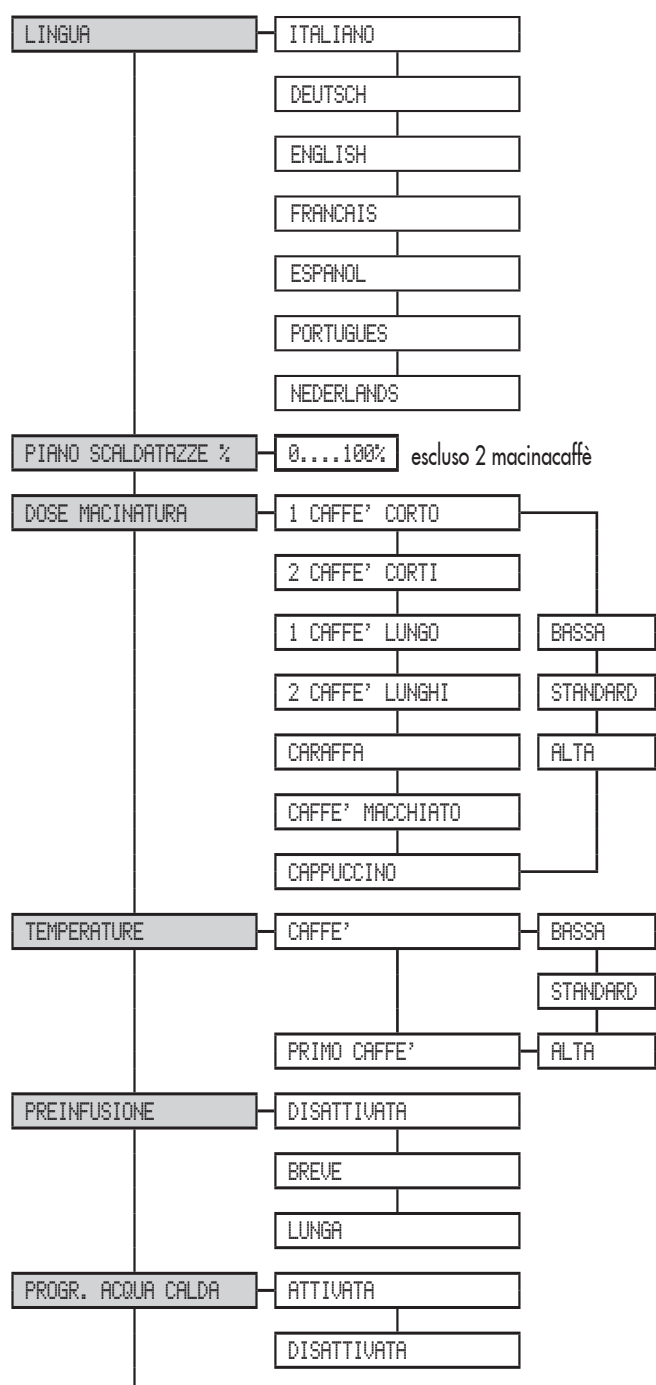 LINGUA
ITALIANO
DEUTSCH
ENGLISH
FRANCAIS
ESPANOL
PORTUGUES
NEDERLANDS
PIANO SCALDATAZZE %
0....100%
escluso 2 macinacaffè
DOSE MACINATURA
1 CAFFE' CORTO
2 CAFFE' CORTI
1 CAFFE' LUNGO
2 CAFFE' LUNGHI
CARAFFA
CAFFE' MACCHIATO
CAPPUCCINO
BASSA
STANDARD
ALTA
TEMPERATURE
CAFFE'
PRIMO CAFFE'
BASSA
STANDARD
ALTA
PREINFUSIONE
DISATTIVATA
BREVE
LUNGA
PROGR. ACQUA CALDA
ATTIVATA
DISATTIVATA